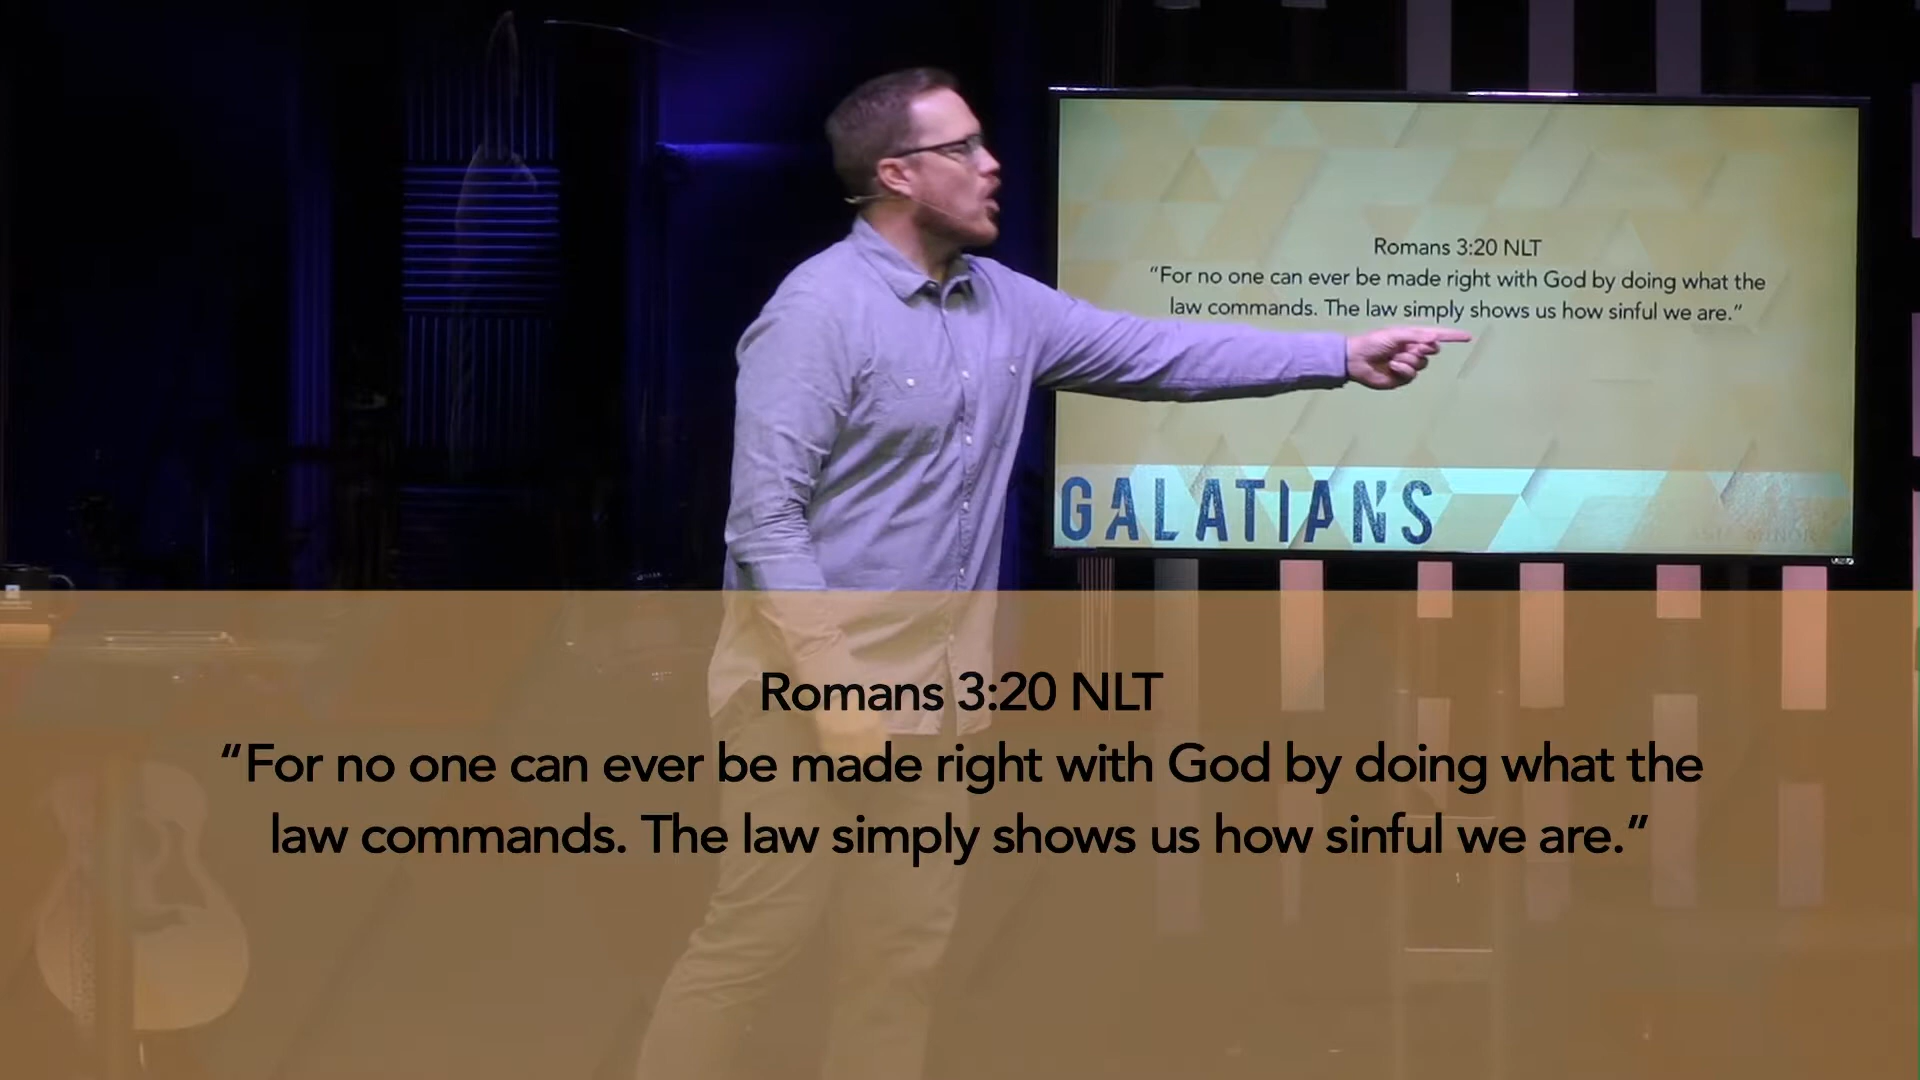 Romans 3:20 NLT
“For no one can ever be made right with God by doing what the
law commands. The law simply shows us how sinful we are.”
GALATIANS
Romans 3:20 NLT
“For no one can ever be made right with God by doing what the
law commands. The law simply shows us how sinful we are.”